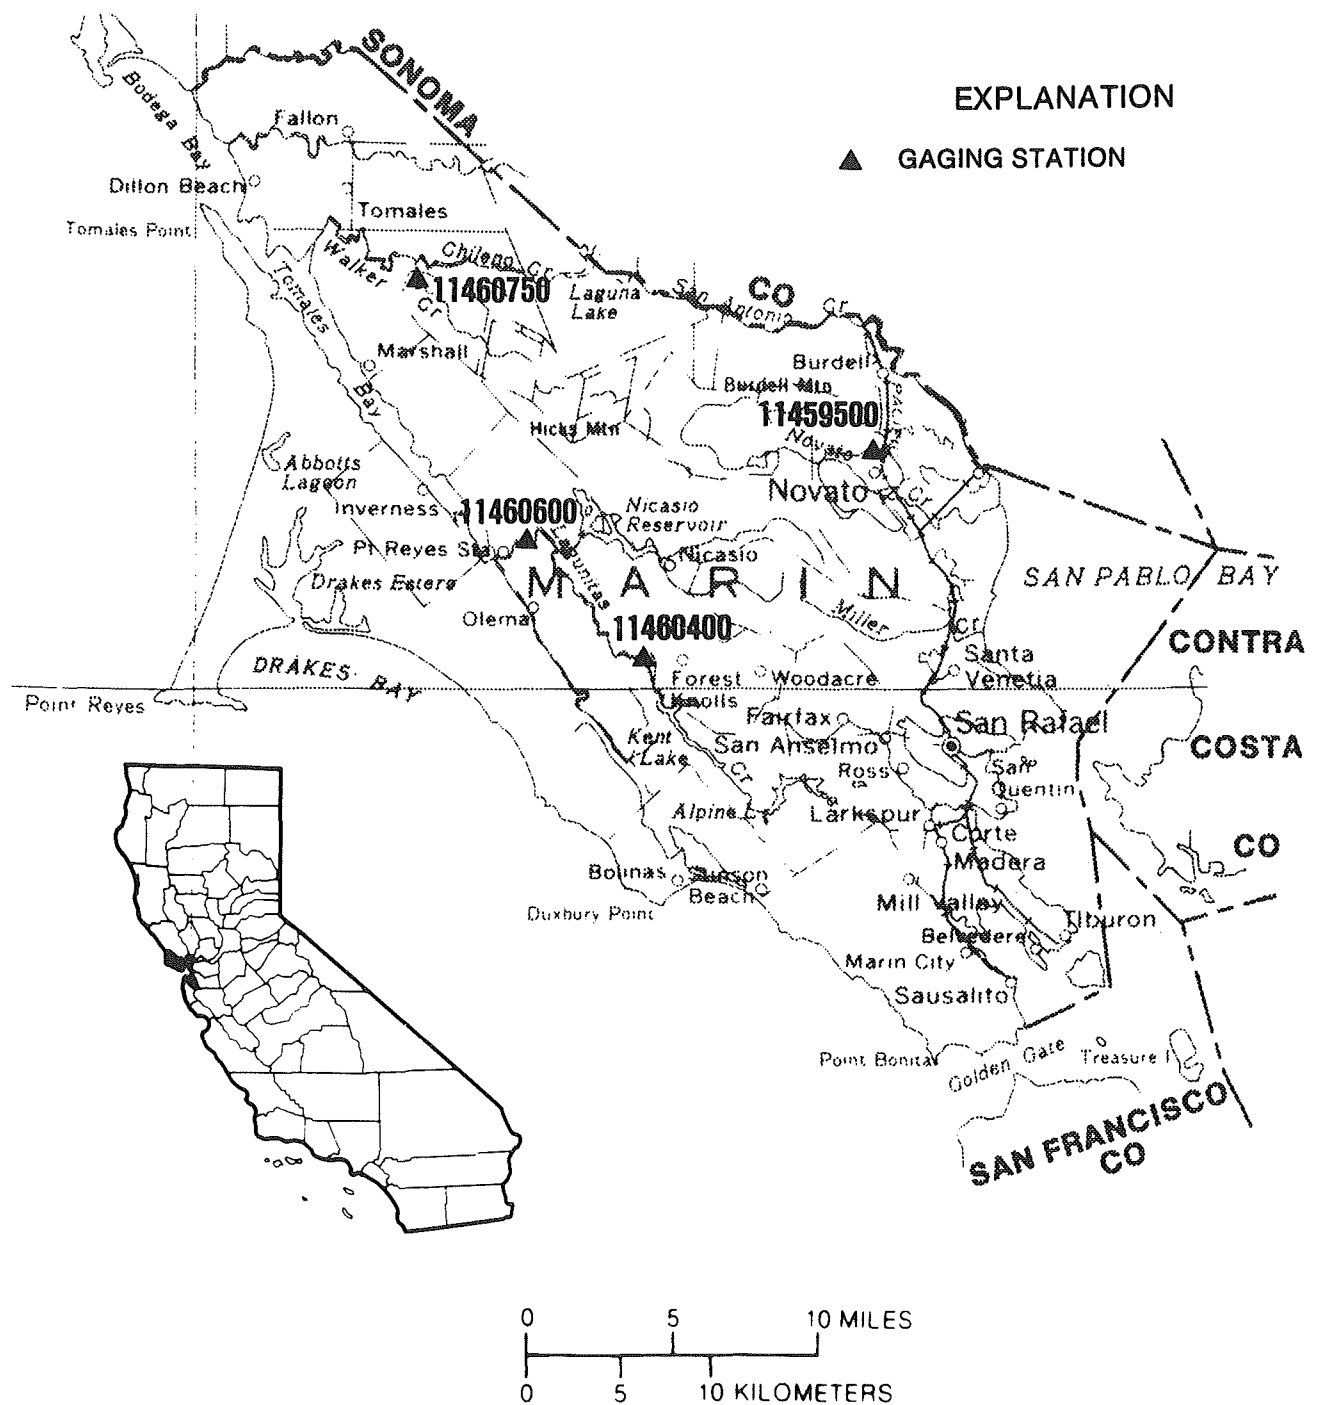 SONOMA
EXPLANATION
GAGING STATION
Bodega Bay
Fallon
Dillon Beach
Tomales
Tomales Point
Walker
Chileno Cr
11460750
Cr
Laguna
Lake
CO
San Antonio Cr
Tomales
Bay
Marshall
Burdell
Burdell Mtn
11459500
Hicks Mtn
Novato
Abbotts
Lagoon
Novato
Cr
Inverness
11460600
Nicasio
Reservoir
Pt Reyes Sta
Nicasio
MARIN
SAN PABLO BAY
Drakes Estero
Olema
11460400
Miller
Cr
CONTRA
DRAKES BAY
Santa
Venetia
Forest
Knolls
Woodacre
Point Reyes
Fairfax
San Rafael
Kent
Lake
San Anselmo
COSTA
Cr
Ross
San
Quentin
Alpine L
Larkspur
Corte
Madera
CO
Bolinas
Stinson
Beach
Mill Valley
Duxbury Point
Tiburon
Belvedere
Marin City
Sausalito
Point Bonita
Golden Gate
Treasure I
SAN FRANCISCO
CO
0 5 10 MILES
0 5 10 KILOMETERS